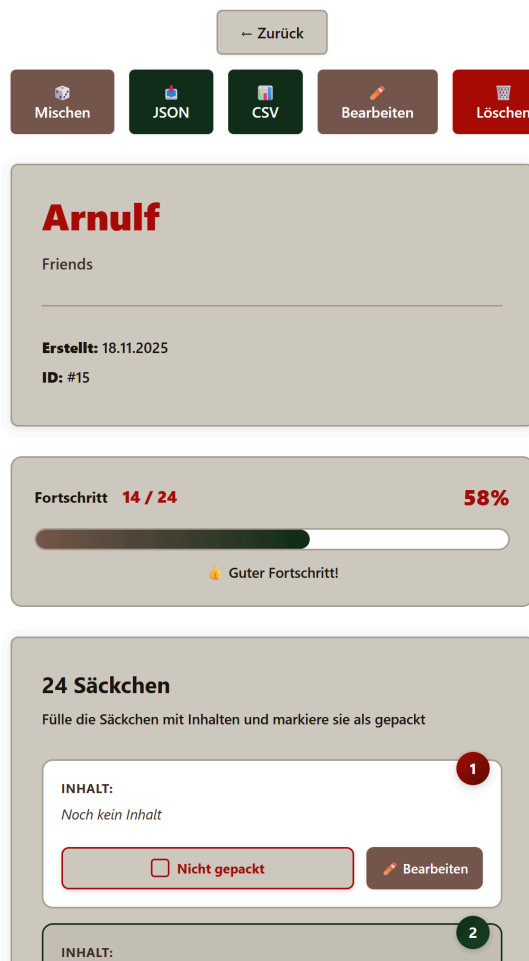 ← Zurück
Mischen
JSON
CSV
Bearbeiten
Löschen
Arnulf
Friends
Erstellt: 18.11.2025
ID: #15
Fortschritt 14 / 24
58%
👍 Guter Fortschritt!
24 Säckchen
Fülle die Säckchen mit Inhalten und markiere sie als gepackt
1
INHALT:
Noch kein Inhalt
Nicht gepackt
Bearbeiten
2
INHALT: